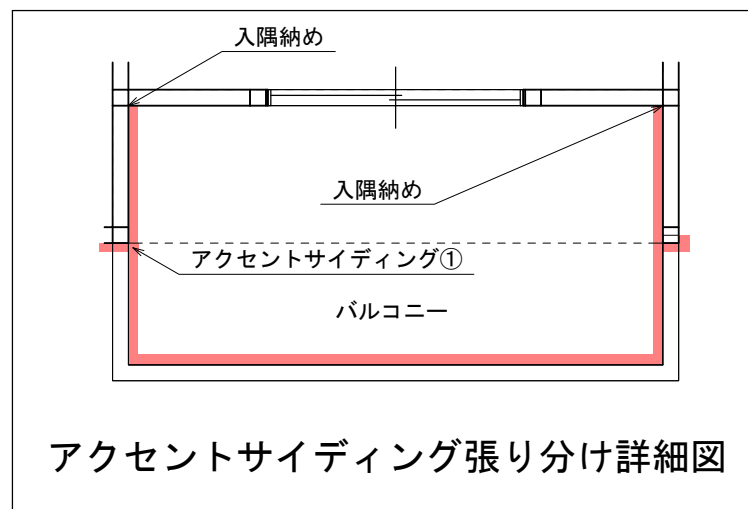 入隅納め
入隅納め
アクセントサイディング①
バルコニー
アクセントサイディング張り分け詳細図